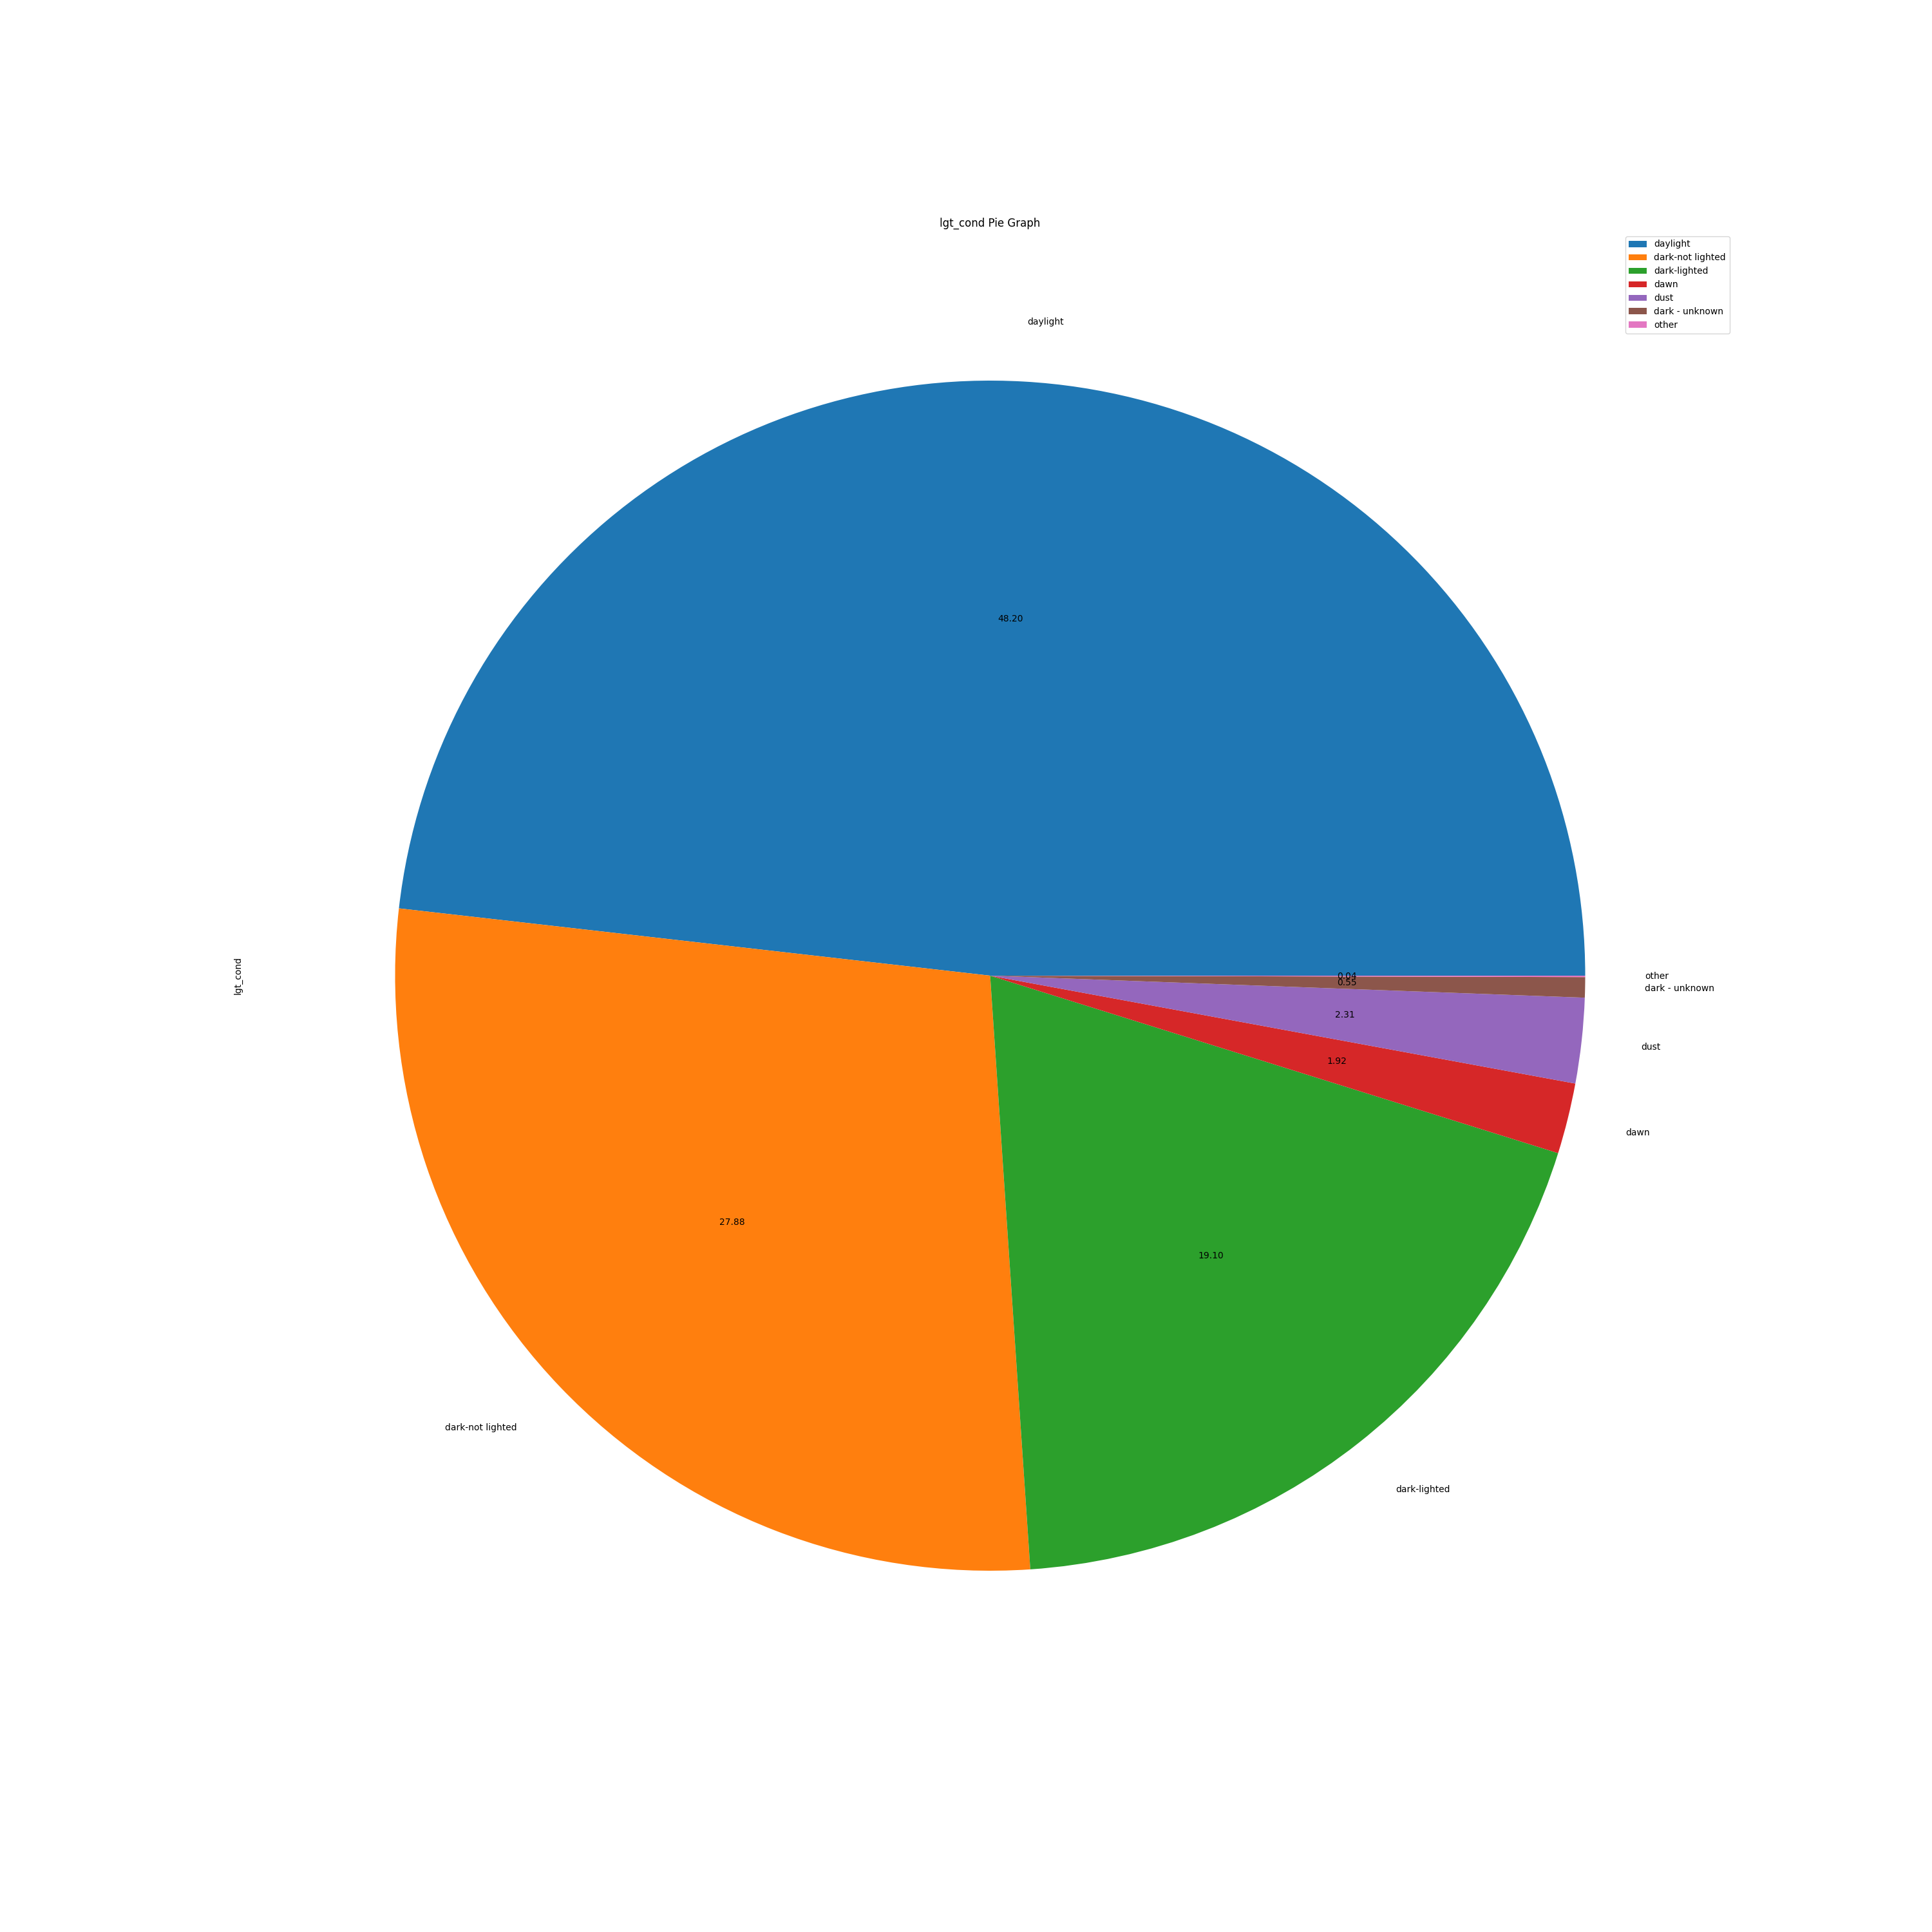 lgt_cond Pie Graph
daylight
dark-not lighted
dark-lighted
dawn
dust
dark - unknown
other
daylight
48.20
lgt_cond
0.04
other
0.55
dark - unknown
2.31
dust
1.92
dawn
27.88
19.10
dark-not lighted
dark-lighted